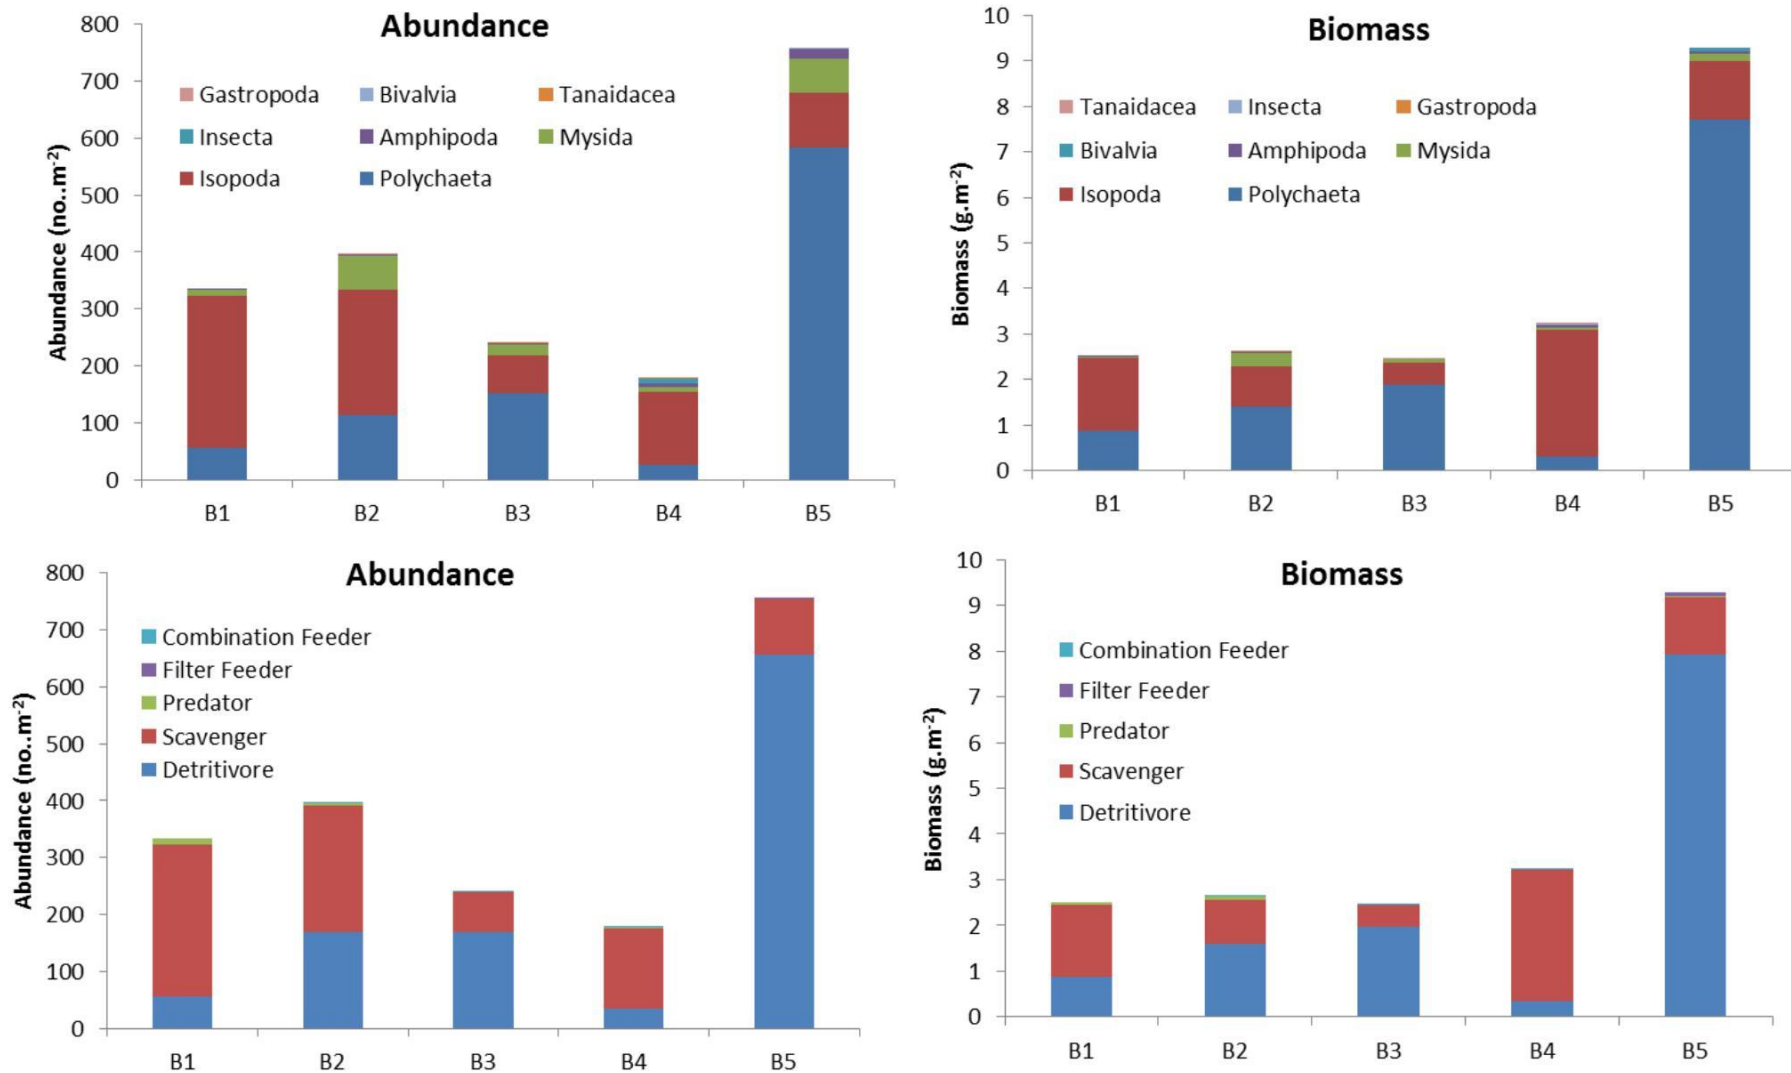 Abundance
Abundance (no..m-2)
800
700
600
500
400
300
200
100
0
Gastropoda Bivalvia Tanaidacea
Insecta Amphipoda Mysida
Isopoda Polychaeta
B1 B2 B3 B4 B5
Biomass
Biomass (g.m-2)
10
9
8
7
6
5
4
3
2
1
0
Tanaidacea Insecta Gastropoda
Bivalvia Amphipoda Mysida
Isopoda Polychaeta
B1 B2 B3 B4 B5
Abundance
Abundance (no..m-2)
800
700
600
500
400
300
200
100
0
Combination Feeder
Filter Feeder
Predator
Scavenger
Detritivore
B1 B2 B3 B4 B5
Biomass
Biomass (g.m-2)
10
9
8
7
6
5
4
3
2
1
0
Combination Feeder
Filter Feeder
Predator
Scavenger
Detritivore
B1 B2 B3 B4 B5